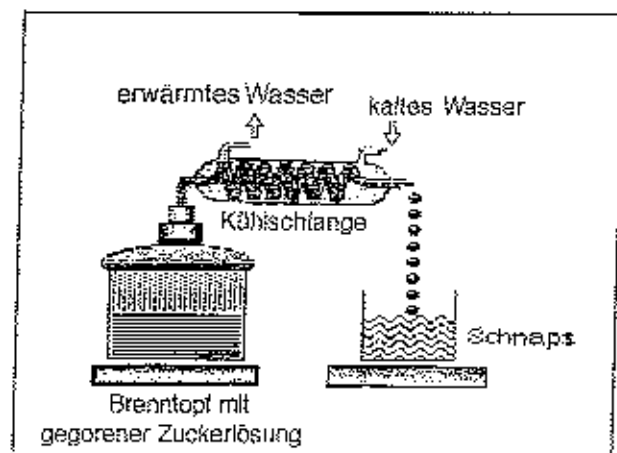 erwärmtes Wasser
kaltes Wasser
Kühlschlange
Schnaps
Brenntopf mit
gegorener Zuckerlösung